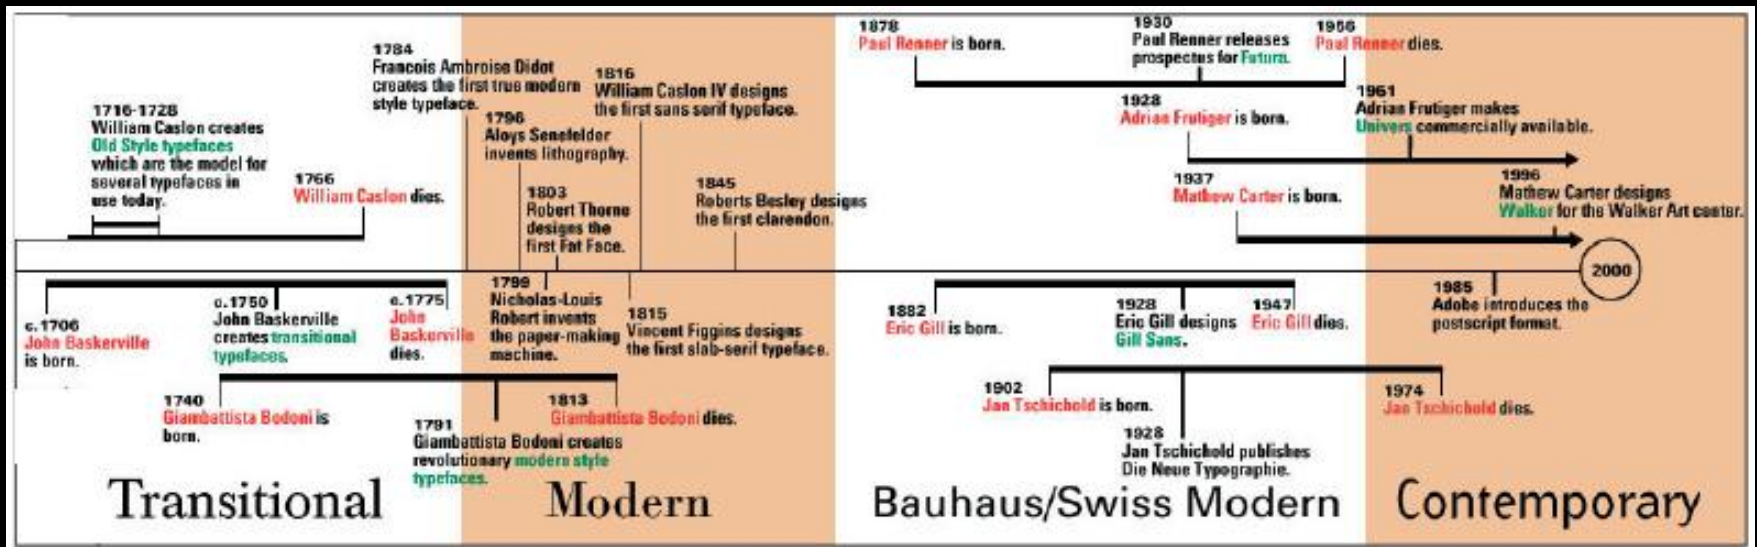 1716-1728
William Caslon creates
Old Style typefaces
which are the model for
several typefaces in
use today.
1766
William Caslon dies.
1784
Francois Ambroise Didot
creates the first true modern
style typeface.
1796
Aloys Senefelder
invents lithography.
1803
Robert Thorne
designs the
first Fat Face.
1816
William Caslon IV designs
the first sans serif typeface.
1845
Roberts Besley designs
the first clarendon.
1878
Paul Renner is born.
1930
Paul Renner releases
prospectus for Futura.
1956
Paul Renner dies.
1928
Adrian Frutiger is born.
1961
Adrian Frutiger makes
Univers commercially available.
1937
Mathew Carter is born.
1996
Mathew Carter designs
Walker for the Walker Art center.
2000
c.1706
John Baskerville
is born.
c.1750
John Baskerville
creates transitional
typefaces.
c.1775
John
Baskerville
dies.
1799
Nicholas-Louis
Robert invents
the paper-making
machine.
1815
Vincent Figgins designs
the first slab-serif typeface.
1740
Giambattista Bodoni is
born.
1791
Giambattista Bodoni creates
revolutionary modern style
typefaces.
1813
Giambattista Bodoni dies.
1882
Eric Gill is born.
1928
Eric Gill designs
Gill Sans.
1947
Eric Gill dies.
1985
Adobe introduces the
postscript format.
1902
Jan Tschichold is born.
1928
Jan Tschichold publishes
Die Neue Typographie.
1974
Jan Tschichold dies.
Transitional
Modern
Bauhaus/Swiss Modern
Contemporary